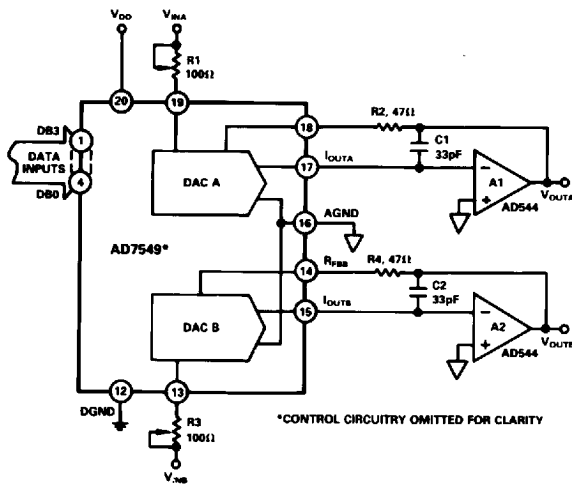 VDD
VINA
R1
100Ω
20
19
DB3
1
DATA
INPUTS
4
DB0
18
R2, 47Ω
C1
33pF
17
IOUTA
DAC A
A1
AD544
VOUTA
16
AGND
AD7549*
14
RFBB
R4, 47Ω
C2
33pF
15
IOUTB
DAC B
A2
AD544
VOUTB
12
DGND
13
R3
100Ω
VINB
*CONTROL CIRCUITRY OMITTED FOR CLARITY